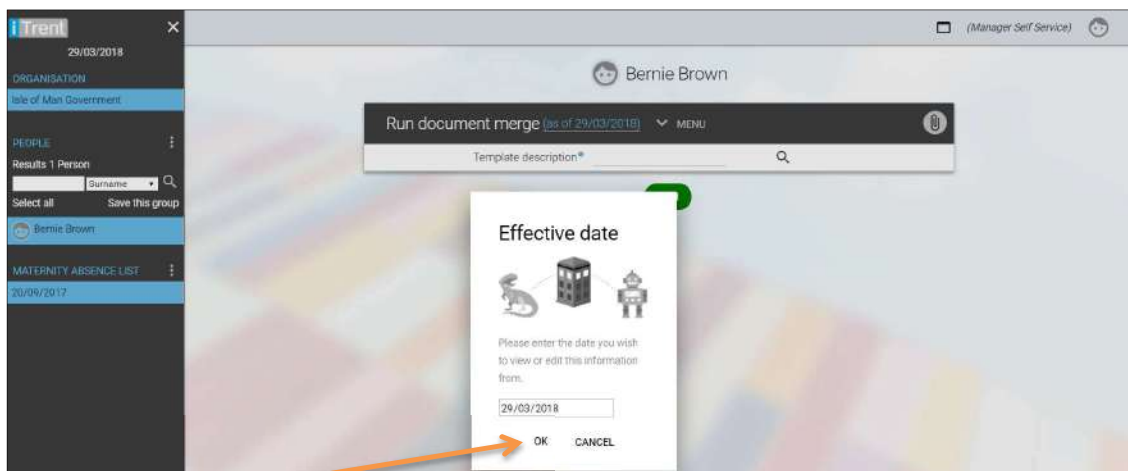 iTrent
29/03/2018
ORGANISATION
Isle of Man Government
PEOPLE
Results 1 Person
Surname
Select all Save this group
Bernie Brown
MATERNITY ABSENCE LIST
20/09/2017
(Manager Self Service)
Bernie Brown
Run document merge (as of 29/03/2018) MENU
Template description*
Effective date
Please enter the date you wish
to view or edit this information
from.
29/03/2018
OK CANCEL